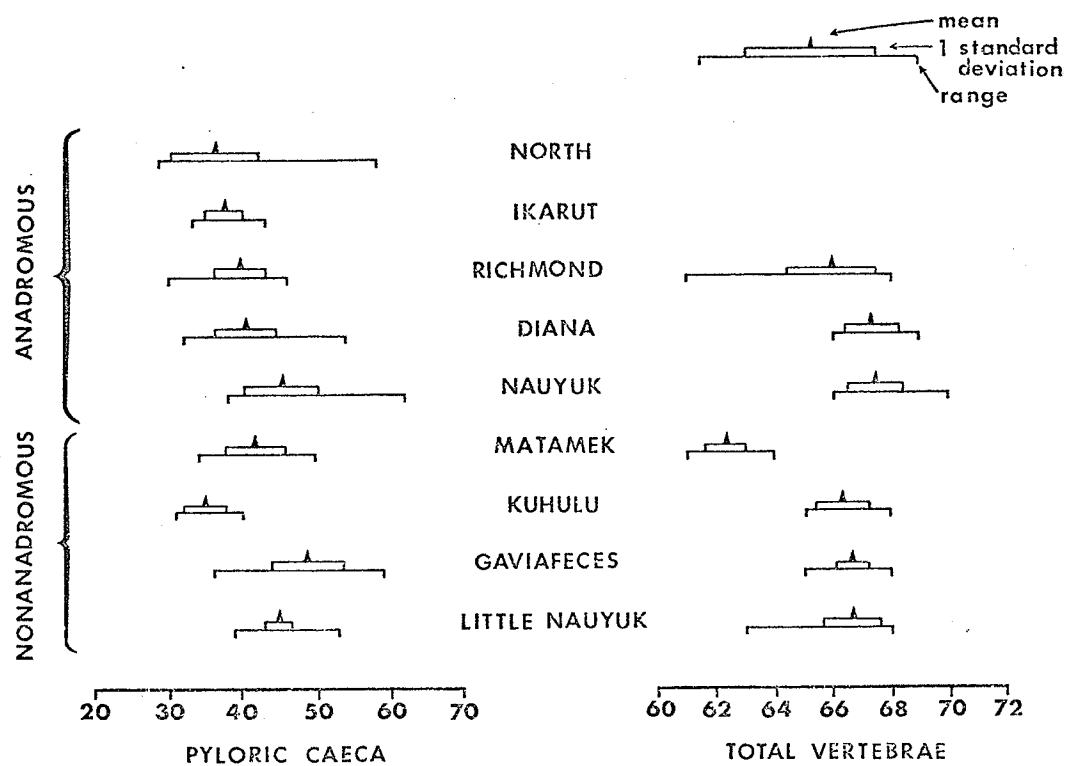 mean
1 standard
deviation
range
ANADROMOUS
NORTH
IKARUT
RICHMOND
DIANA
NAUYUK
NONANADROMOUS
MATAMEK
KUHULU
GAVIAFECES
LITTLE NAUYUK
20 30 40 50 60 70
60 62 64 66 68 70 72
PYLORIC CAECA
TOTAL VERTEBRAE